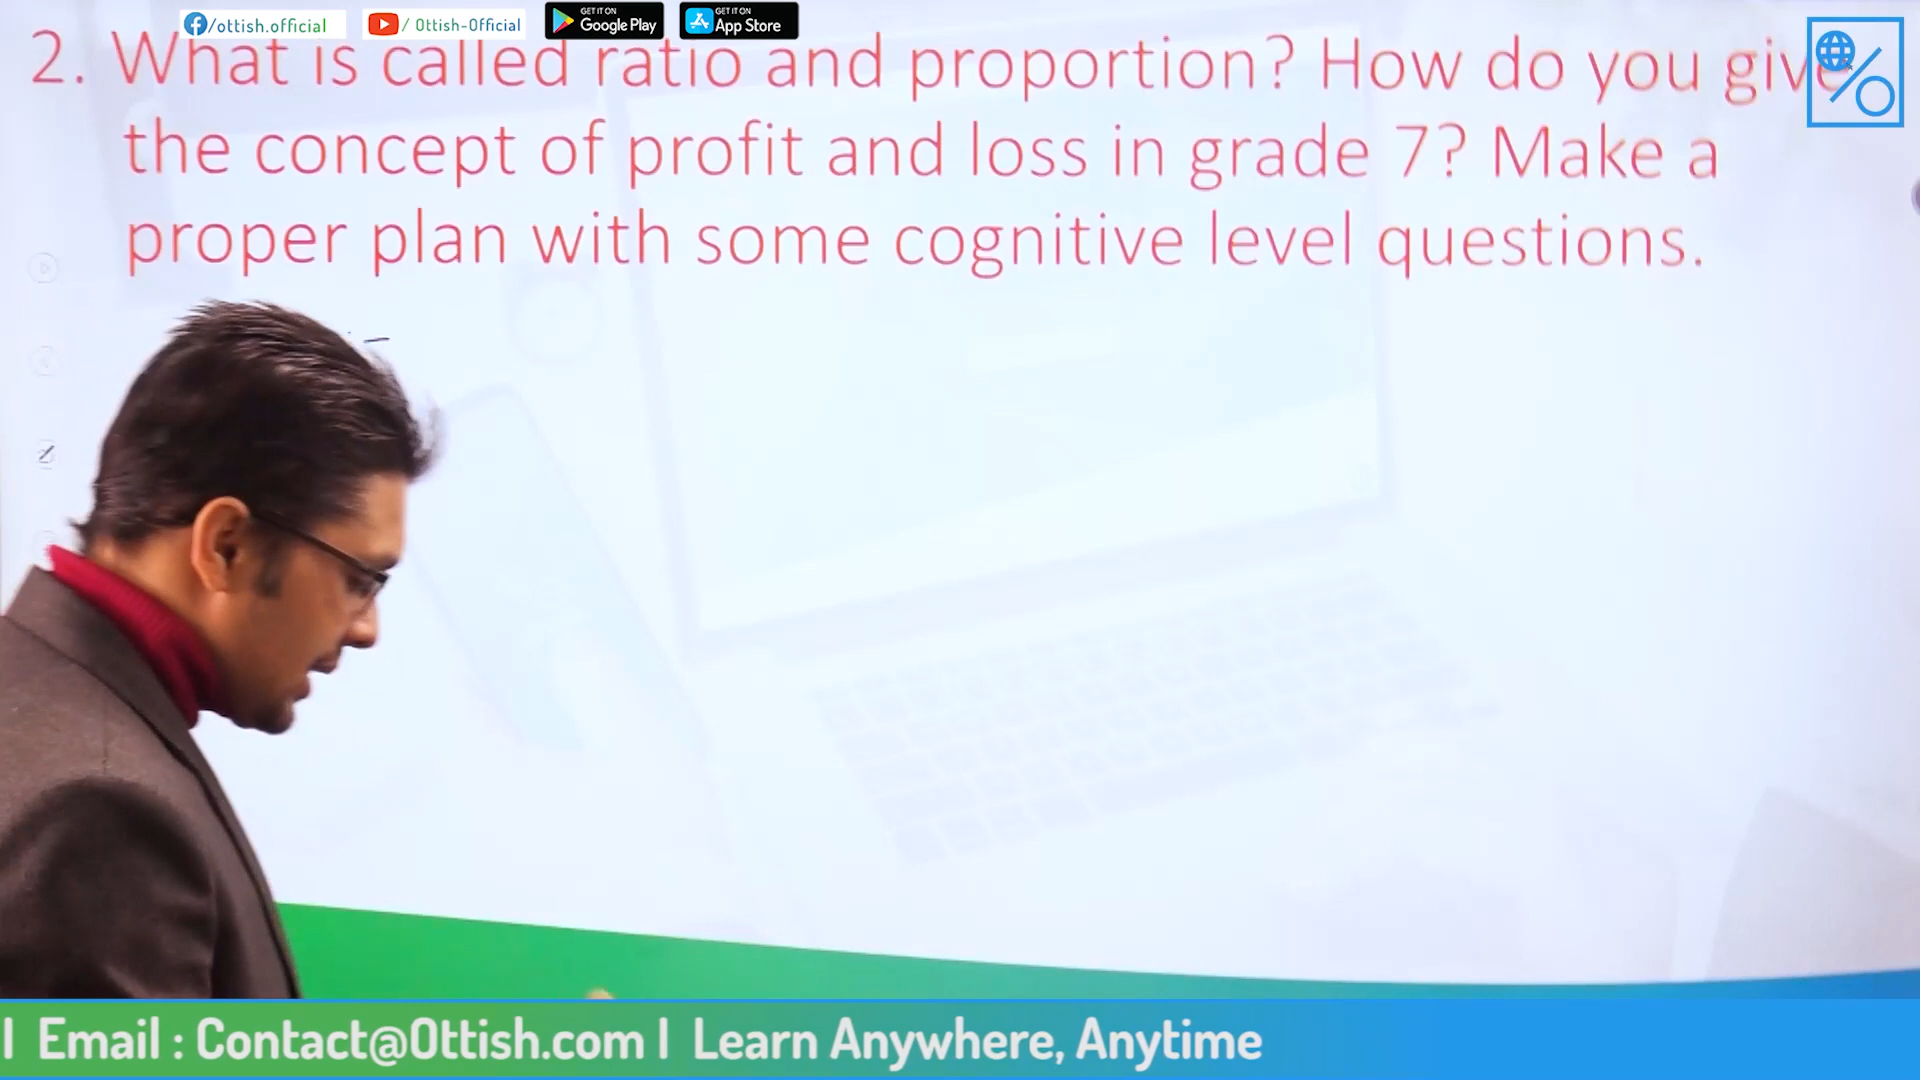 /ottish.official
/ Ottish-Official
GET IT ON
Google Play
GET IT ON
App Store
2. What is called ratio and proportion? How do you give
the concept of profit and loss in grade 7? Make a
proper plan with some cognitive level questions.
| Email : Contact@Ottish.com | Learn Anywhere, Anytime